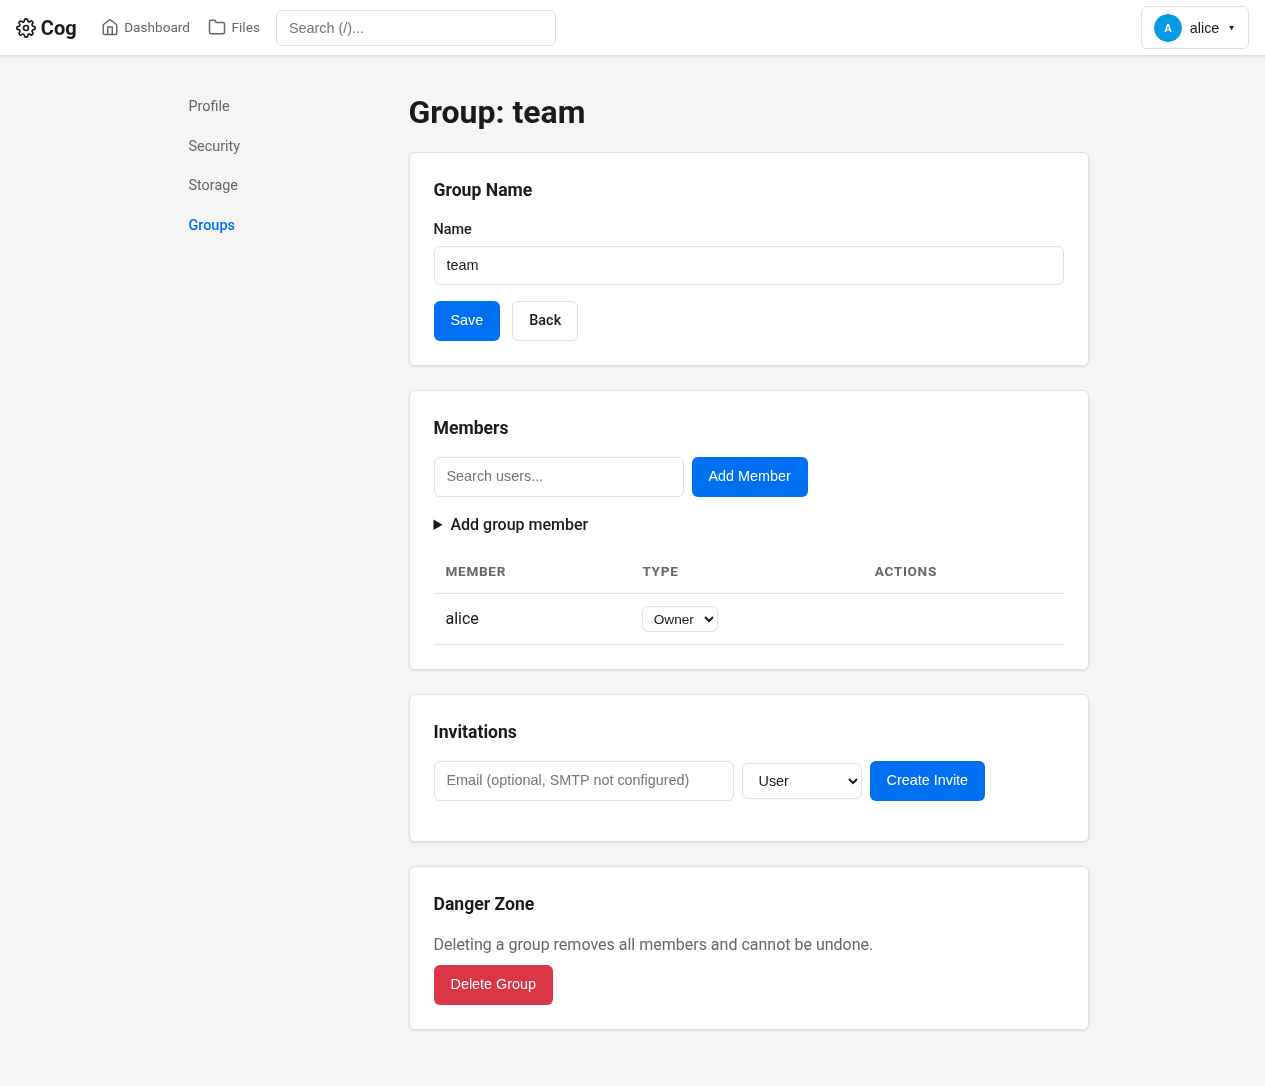 Cog
Dashboard
Files
Search (/)...
A
alice
Profile
Security
Storage
Groups
Group: team
Group Name
Name
team
Save
Back
Members
Search users...
Add Member
Add group member
MEMBER TYPE ACTIONS
alice Owner
Invitations
Email (optional, SMTP not configured)
User
Create Invite
Danger Zone
Deleting a group removes all members and cannot be undone.
Delete Group